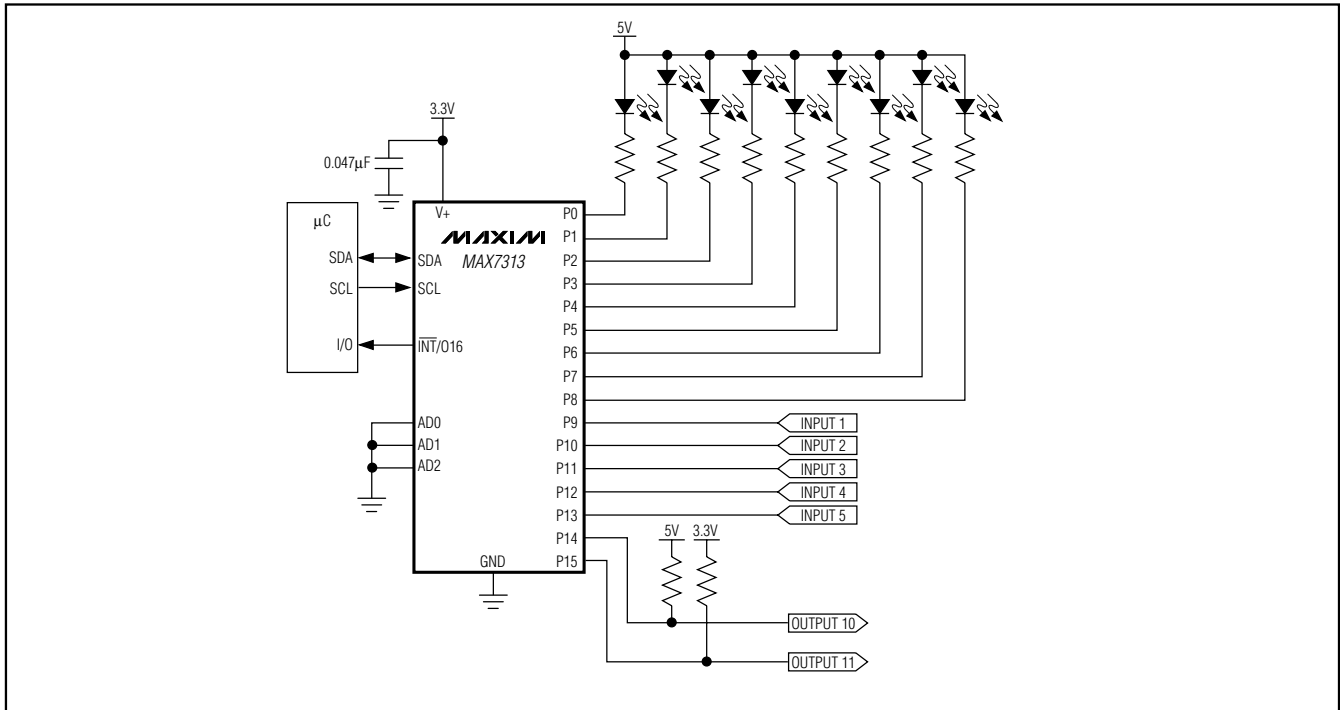 5V
3.3V
0.047μF
μC
SDA
SCL
I/O
V+
MAXIM
MAX7313
SDA
SCL
INT/O16
AD0
AD1
AD2
GND
P0
P1
P2
P3
P4
P5
P6
P7
P8
P9
P10
P11
P12
P13
P14
P15
INPUT 1
INPUT 2
INPUT 3
INPUT 4
INPUT 5
5V 3.3V
OUTPUT 10
OUTPUT 11